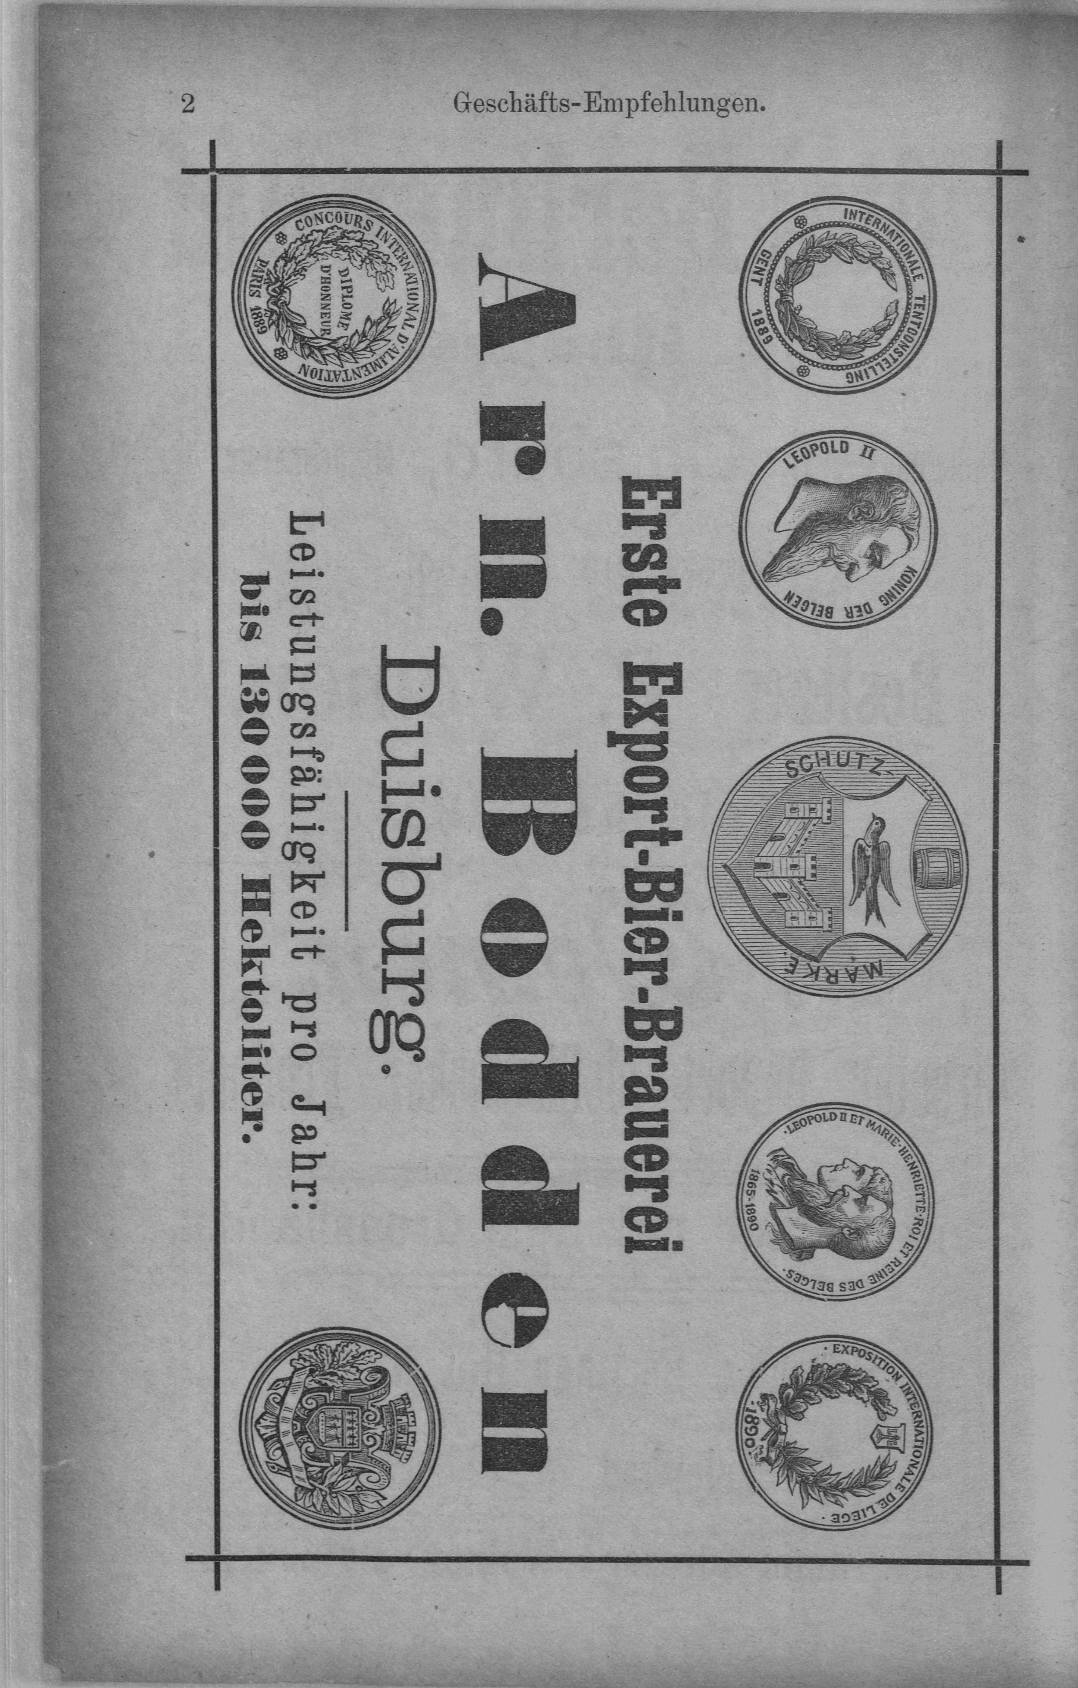 2
Geschäfts-Empfehlungen.
INTERNATIONALE TENTOONSTELLING
GENT 1889
LEOPOLD II
KONING DER BELGEN
SCHUTZ-
MARKE.
·LEOPOLD II ET MARIE-HENRIETTE·ROI ET REINE DES BELGES·
1865-1890
· EXPOSITION INTERNATIONALE DE LIEGE ·
·1890·
Erste Export-Bier-Brauerei
Arn. Bodden
Duisburg.
CONCOURS INTERNATIONAL D'ALIMENTATION
PARIS 1889
DIPLOME
D'HONNEUR
Leistungsfähigkeit pro Jahr:
bis 130000 Hektoliter.